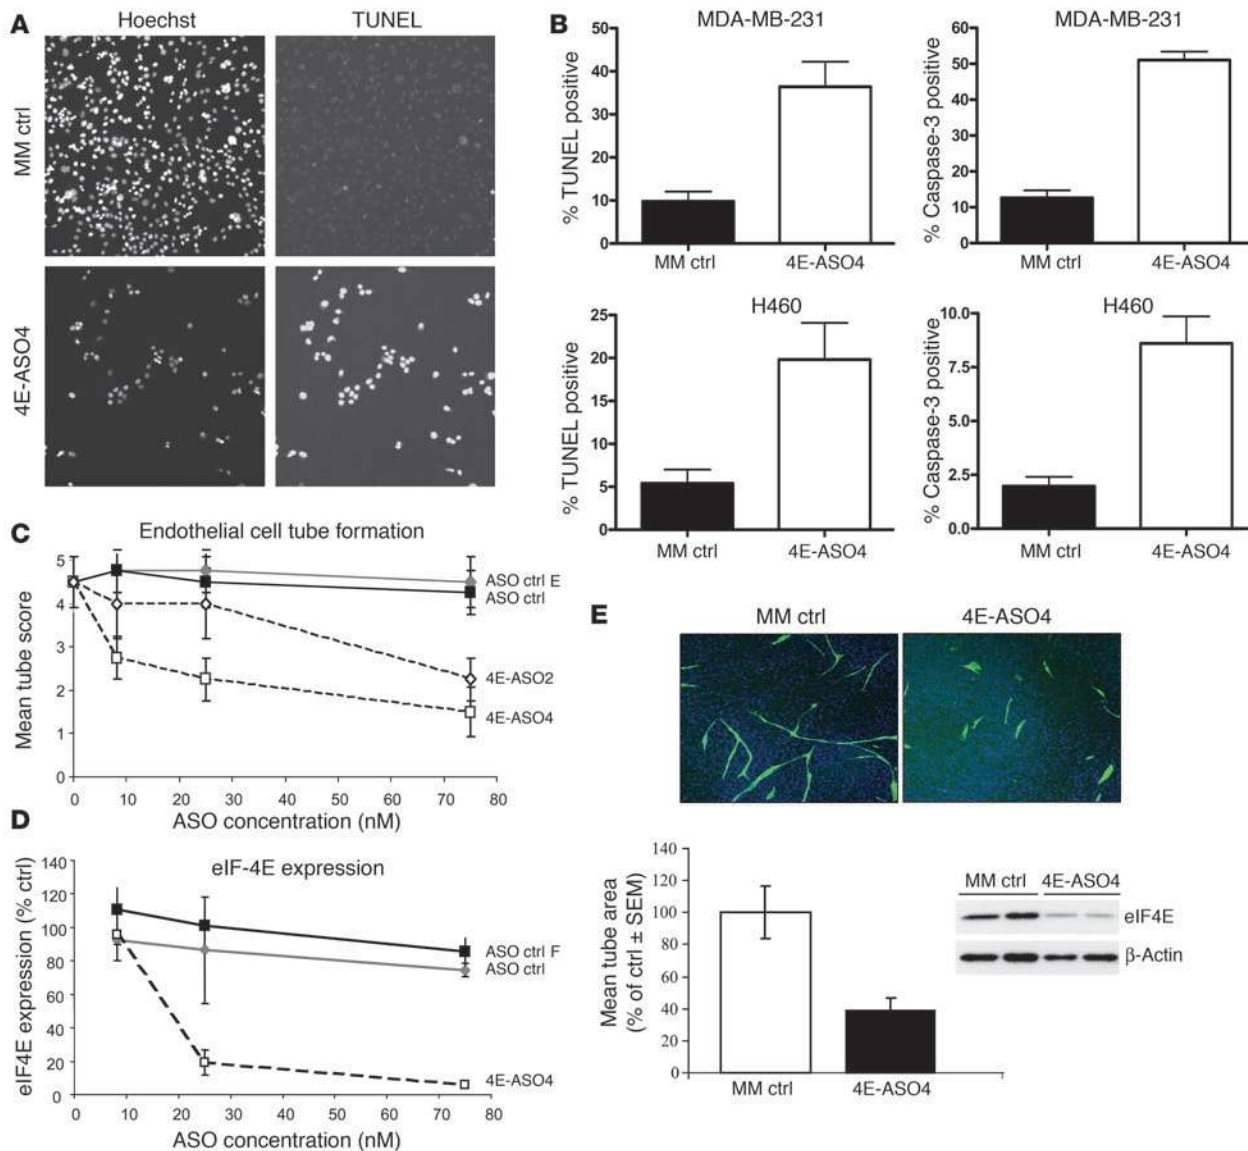 A
Hoechst
TUNEL
MM ctrl
4E-ASO4
B
MDA-MB-231
50
40
30
20
10
0
% TUNEL positive
MM ctrl
4E-ASO4
MDA-MB-231
60
50
40
30
20
10
0
% Caspase-3 positive
MM ctrl
4E-ASO4
H460
25
20
15
10
5
0
% TUNEL positive
MM ctrl
4E-ASO4
H460
10.0
7.5
5.0
2.5
0.0
% Caspase-3 positive
MM ctrl
4E-ASO4
C
Endothelial cell tube formation
5
4
3
2
1
0
Mean tube score
ASO ctrl E
ASO ctrl
4E-ASO2
4E-ASO4
0 10 20 30 40 50 60 70 80
ASO concentration (nM)
D
eIF-4E expression
140
120
100
80
60
40
20
0
eIF4E expression (% ctrl)
ASO ctrl F
ASO ctrl
4E-ASO4
0 10 20 30 40 50 60 70 80
ASO concentration (nM)
E
MM ctrl
4E-ASO4
140
120
100
80
60
40
20
0
Mean tube area
(% of ctrl ± SEM)
MM ctrl
4E-ASO4
MM ctrl 4E-ASO4
eIF4E
β-Actin